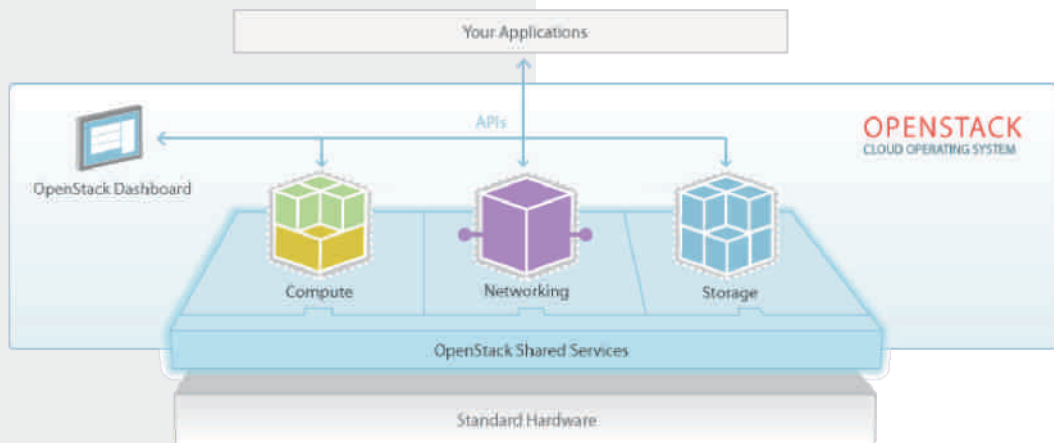 Your Applications
APIs
OPENSTACK
CLOUD OPERATING SYSTEM
OpenStack Dashboard
Compute
Networking
Storage
OpenStack Shared Services
Standard Hardware